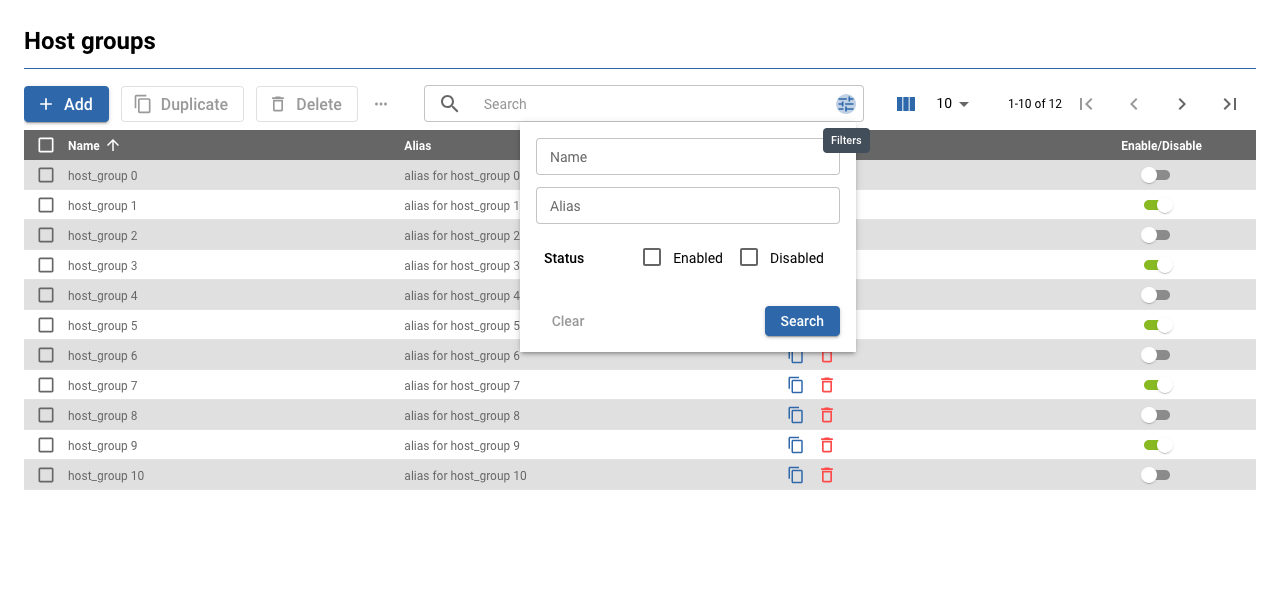 Host groups
Add Duplicate Delete ... Search 10 1-10 of 12
Filters
Name Alias Enable/Disable
Name
Alias
Status Enabled Disabled
Clear Search
host_group 0 alias for host_group 0
host_group 1 alias for host_group 1
host_group 2 alias for host_group 2
host_group 3 alias for host_group 3
host_group 4 alias for host_group 4
host_group 5 alias for host_group 5
host_group 6 alias for host_group 6
host_group 7 alias for host_group 7
host_group 8 alias for host_group 8
host_group 9 alias for host_group 9
host_group 10 alias for host_group 10